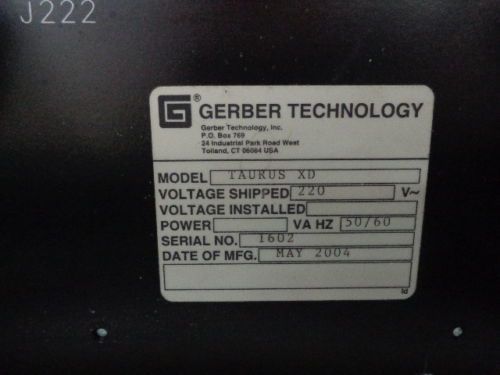 J222
G® GERBER TECHNOLOGY
Gerber Technology, Inc.
P.O. Box 769
24 Industrial Park Road West
Tolland, CT 06084 USA
MODEL TAURUS XD
VOLTAGE SHIPPED 220 V~
VOLTAGE INSTALLED
POWER VA HZ 50/60
SERIAL NO. 1602
DATE OF MFG. MAY 2004
ld